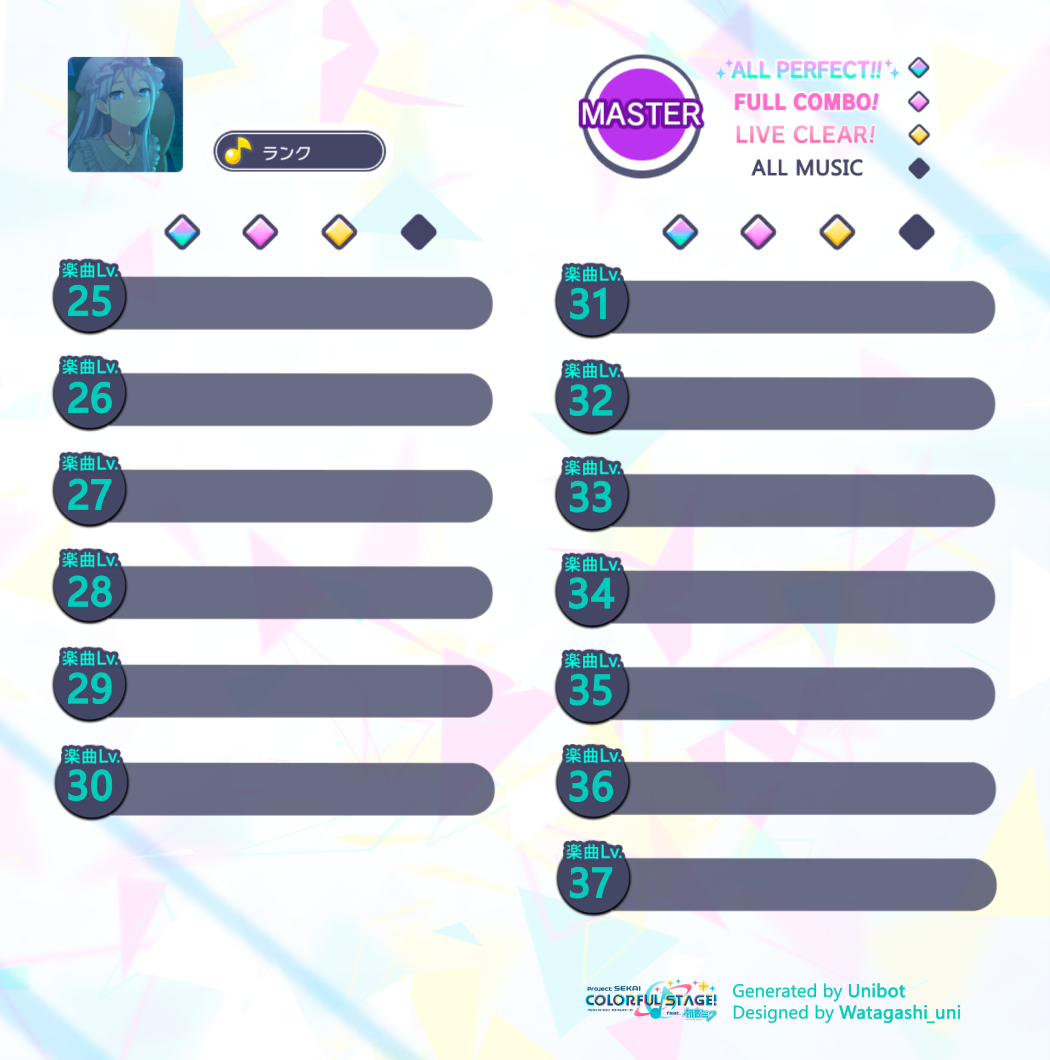 ランク
MASTER
ALL PERFECT!!
FULL COMBO!
LIVE CLEAR!
ALL MUSIC
楽曲Lv.
25
楽曲Lv.
26
楽曲Lv.
27
楽曲Lv.
28
楽曲Lv.
29
楽曲Lv.
30
楽曲Lv.
31
楽曲Lv.
32
楽曲Lv.
33
楽曲Lv.
34
楽曲Lv.
35
楽曲Lv.
36
楽曲Lv.
37
Project SEKAI
COLORFUL STAGE!
feat. 初音ミク
Generated by Unibot
Designed by Watagashi_uni